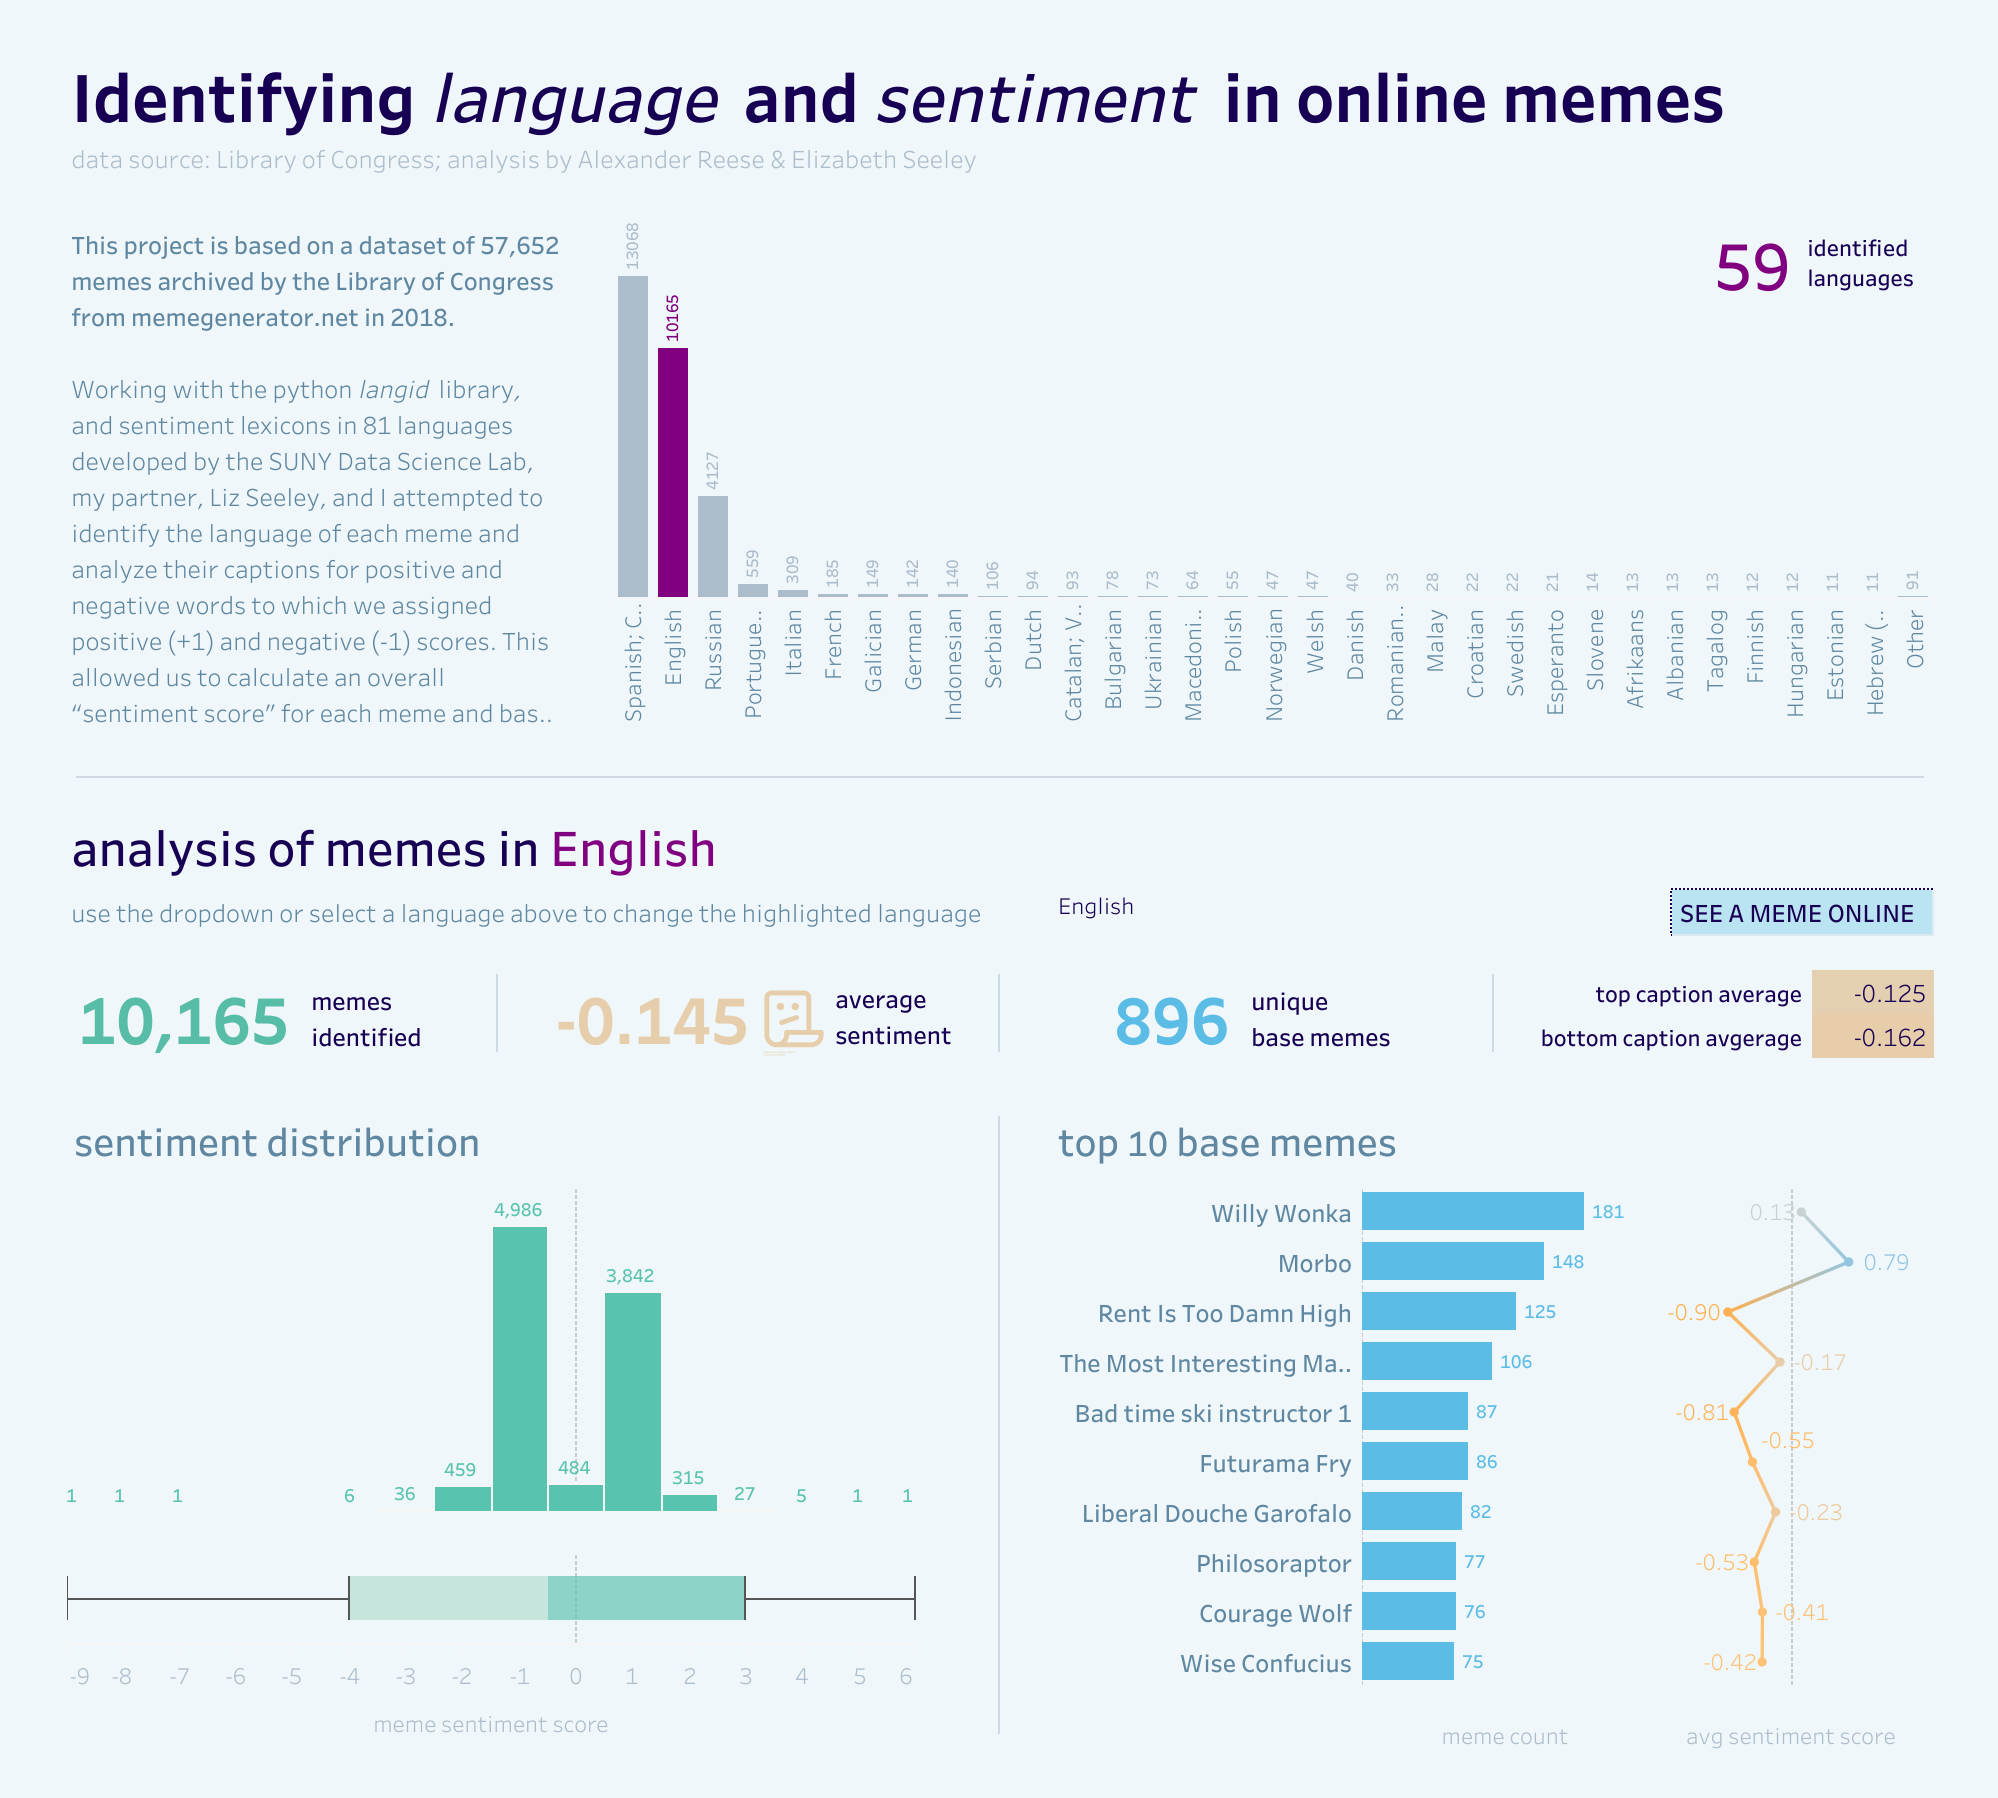 Identifying language and sentiment in online memes
data source: Library of Congress; analysis by Alexander Reese & Elizabeth Seeley
This project is based on a dataset of 57,652
memes archived by the Library of Congress
from memegenerator.net in 2018.
Working with the python langid library,
and sentiment lexicons in 81 languages
developed by the SUNY Data Science Lab,
my partner, Liz Seeley, and I attempted to
identify the language of each meme and
analyze their captions for positive and
negative words to which we assigned
positive (+1) and negative (-1) scores. This
allowed us to calculate an overall
“sentiment score” for each meme and bas..
59
identified
languages
13068
10165
4127
559
309
185
149
142
140
106
94
93
78
73
64
55
47
47
40
33
28
22
22
21
14
13
13
13
12
12
11
11
91
Spanish; C..
English
Russian
Portugue..
Italian
French
Galician
German
Indonesian
Serbian
Dutch
Catalan; V..
Bulgarian
Ukrainian
Macedoni..
Polish
Norwegian
Welsh
Danish
Romanian..
Malay
Croatian
Swedish
Esperanto
Slovene
Afrikaans
Albanian
Tagalog
Finnish
Hungarian
Estonian
Hebrew (..
Other
analysis of memes in English
use the dropdown or select a language above to change the highlighted language
English
SEE A MEME ONLINE
10,165
memes
identified
-0.145
average
sentiment
896
unique
base memes
top caption average -0.125
bottom caption avgerage -0.162
sentiment distribution
4,986
3,842
459
484
315
1 1 1 6 36 27 5 1 1
-9 -8 -7 -6 -5 -4 -3 -2 -1 0 1 2 3 4 5 6
meme sentiment score
top 10 base memes
Willy Wonka 181 0.13
Morbo 148 0.79
Rent Is Too Damn High 125 -0.90
The Most Interesting Ma.. 106 -0.17
Bad time ski instructor 1 87 -0.81
Futurama Fry 86 -0.55
Liberal Douche Garofalo 82 -0.23
Philosoraptor 77 -0.53
Courage Wolf 76 -0.41
Wise Confucius 75 -0.42
meme count
avg sentiment score